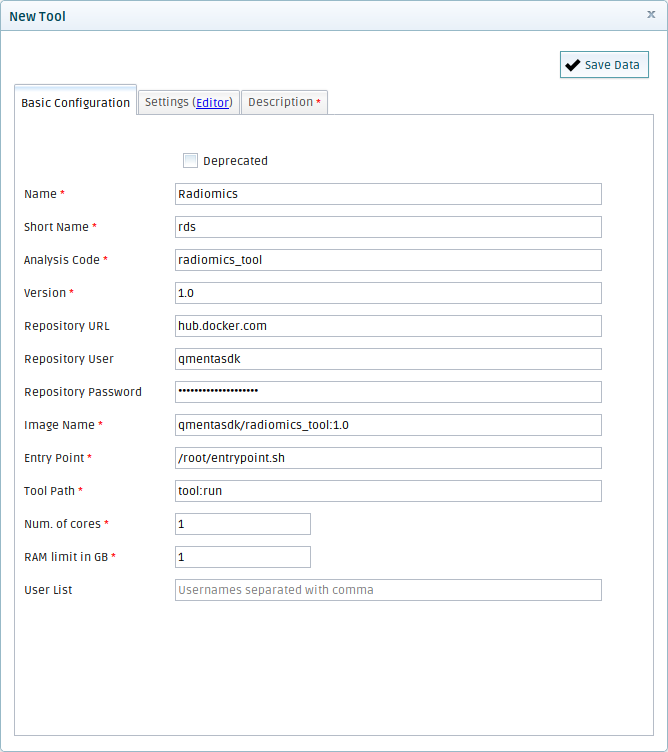 New Tool
Save Data
Basic Configuration Settings (Editor) Description *
Deprecated
Name * Radiomics
Short Name * rds
Analysis Code * radiomics_tool
Version * 1.0
Repository URL hub.docker.com
Repository User qmentasdk
Repository Password ••••••••••••••••••••
Image Name * qmentasdk/radiomics_tool:1.0
Entry Point * /root/entrypoint.sh
Tool Path * tool:run
Num. of cores * 1
RAM limit in GB * 1
User List Usernames separated with comma